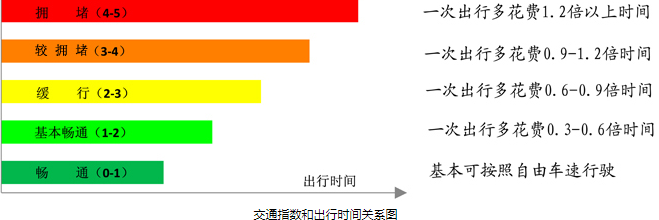 拥 堵(4-5) 一次出行多花费1.2倍以上时间
较 拥 堵(3-4) 一次出行多花费0.9-1.2倍时间
缓 行(2-3) 一次出行多花费0.6-0.9倍时间
基本畅通(1-2) 一次出行多花费0.3-0.6倍时间
畅 通(0-1) 基本可按照自由车速行驶
出行时间
交通指数和出行时间关系图